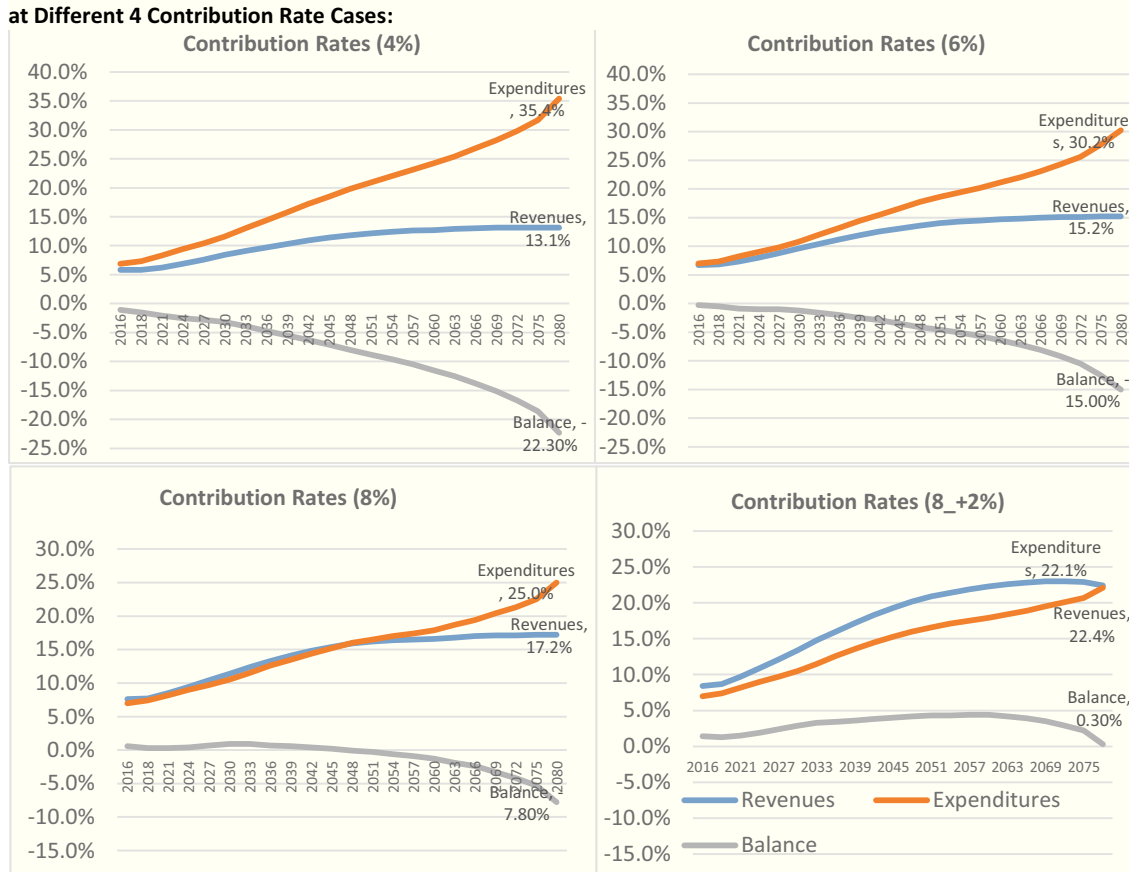 at Different 4 Contribution Rate Cases:
Contribution Rates (4%)
40.0%
35.0%
30.0%
25.0%
20.0%
15.0%
10.0%
5.0%
0.0%
-5.0%
-10.0%
-15.0%
-20.0%
-25.0%
Expenditures
, 35.4%
Revenues,
13.1%
2016 2018 2021 2024 2027 2030 2033 2036 2039 2042 2045 2048 2051 2054 2057 2060 2063 2066 2069 2072 2075 2080
Balance, -
22.30%
Contribution Rates (6%)
40.0%
35.0%
30.0%
25.0%
20.0%
15.0%
10.0%
5.0%
0.0%
-5.0%
-10.0%
-15.0%
-20.0%
-25.0%
Expenditure
s, 30.2%
Revenues,
15.2%
2016 2018 2021 2024 2027 2030 2033 2036 2039 2042 2045 2048 2051 2054 2057 2060 2063 2066 2069 2072 2075 2080
Balance, -
15.00%
Contribution Rates (8%)
30.0%
25.0%
20.0%
15.0%
10.0%
5.0%
0.0%
-5.0%
-10.0%
-15.0%
Expenditures
, 25.0%
Revenues,
17.2%
2016 2018 2021 2024 2027 2030 2033 2036 2039 2042 2045 2048 2051 2054 2057 2060 2063 2066 2069 2072 2075 2080
Balance, -
7.80%
Contribution Rates (8_+2%)
30.0%
25.0%
20.0%
15.0%
10.0%
5.0%
0.0%
-5.0%
-10.0%
-15.0%
Expenditure
s, 22.1%
Revenues,
22.4%
Balance,
0.30%
2016 2021 2027 2033 2039 2045 2051 2057 2063 2069 2075
Revenues
Expenditures
Balance